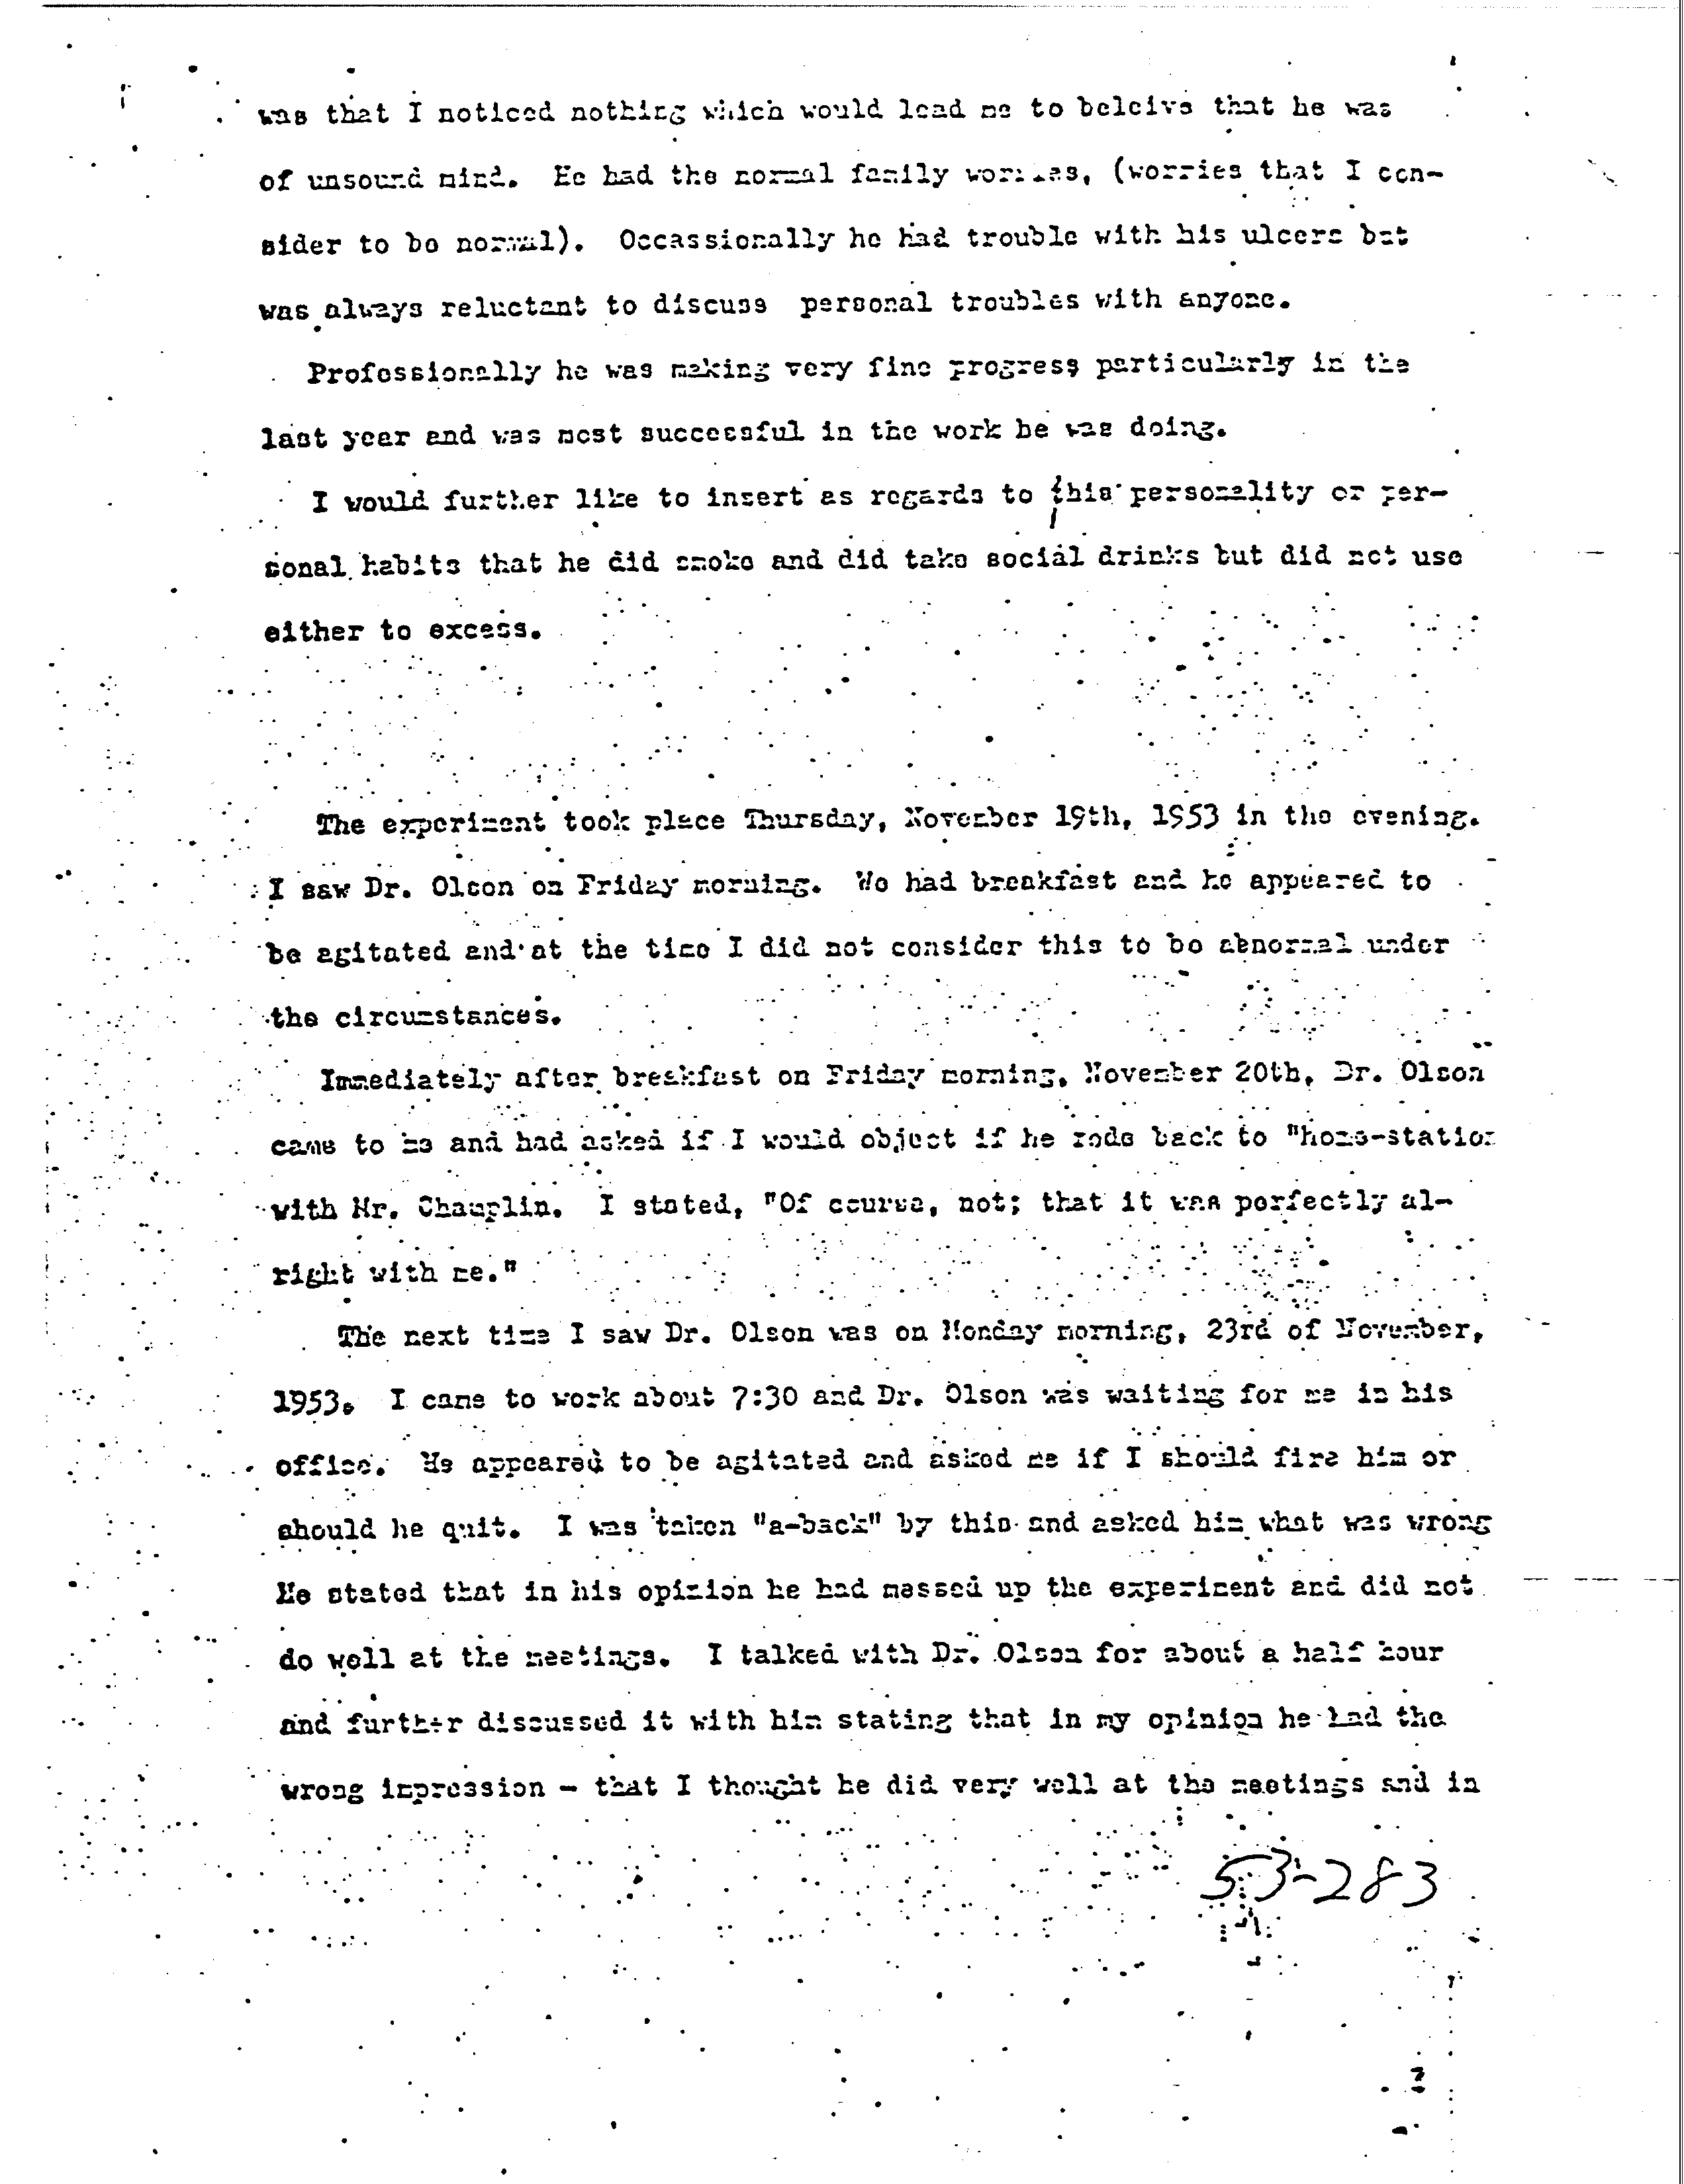 was that I noticed nothing which would lead me to beleive that he was
of unsound mind. He had the normal family worries, (worries that I con-
sider to be normal). Occassionally he had trouble with his ulcers but
was always reluctant to discuss personal troubles with anyone.
Professionally he was making very fine progress particularly in the
last year and was most successful in the work he was doing.
I would further like to insert as regards to this personality or per-
sonal habits that he did smoke and did take social drinks but did not use
either to excess.
The experiment took place Thursday, November 19th, 1953 in the evening.
I saw Dr. Olson on Friday morning. We had breakfast and he appeared to
be agitated and at the time I did not consider this to be abnormal under
the circumstances.
Immediately after breakfast on Friday morning, November 20th, Dr. Olson
came to me and had asked if I would object if he rode back to "home-station
with Mr. Champlin. I stated, "Of course, not; that it was perfectly al-
right with me."
The next time I saw Dr. Olson was on Monday morning, 23rd of November,
1953. I came to work about 7:30 and Dr. Olson was waiting for me in his
office. He appeared to be agitated and asked me if I should fire him or
should he quit. I was taken "a-back" by this and asked him what was wrong
He stated that in his opinion he had messed up the experiment and did not
do well at the meetings. I talked with Dr. Olson for about a half hour
and further discussed it with him stating that in my opinion he had the
wrong impression - that I thought he did very well at the meetings and in
53-283
2